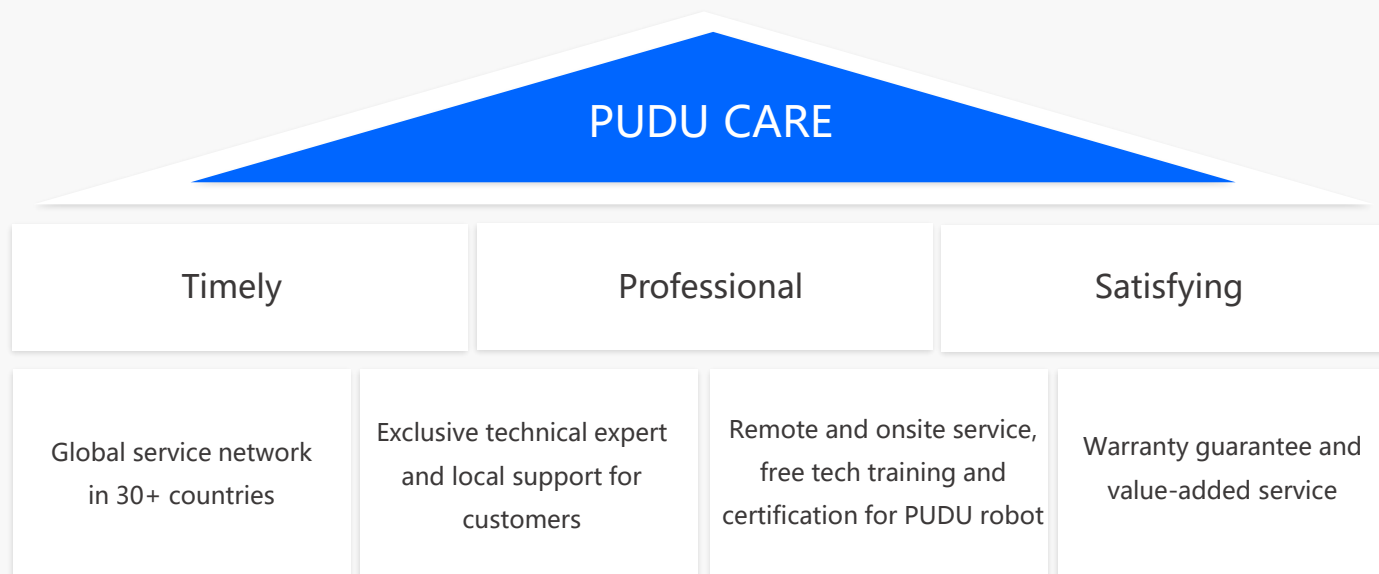 PUDU CARE
Timely
Professional
Satisfying
Global service network
in 30+ countries
Exclusive technical expert
and local support for
customers
Remote and onsite service,
free tech training and
certification for PUDU robot
Warranty guarantee and
value-added service